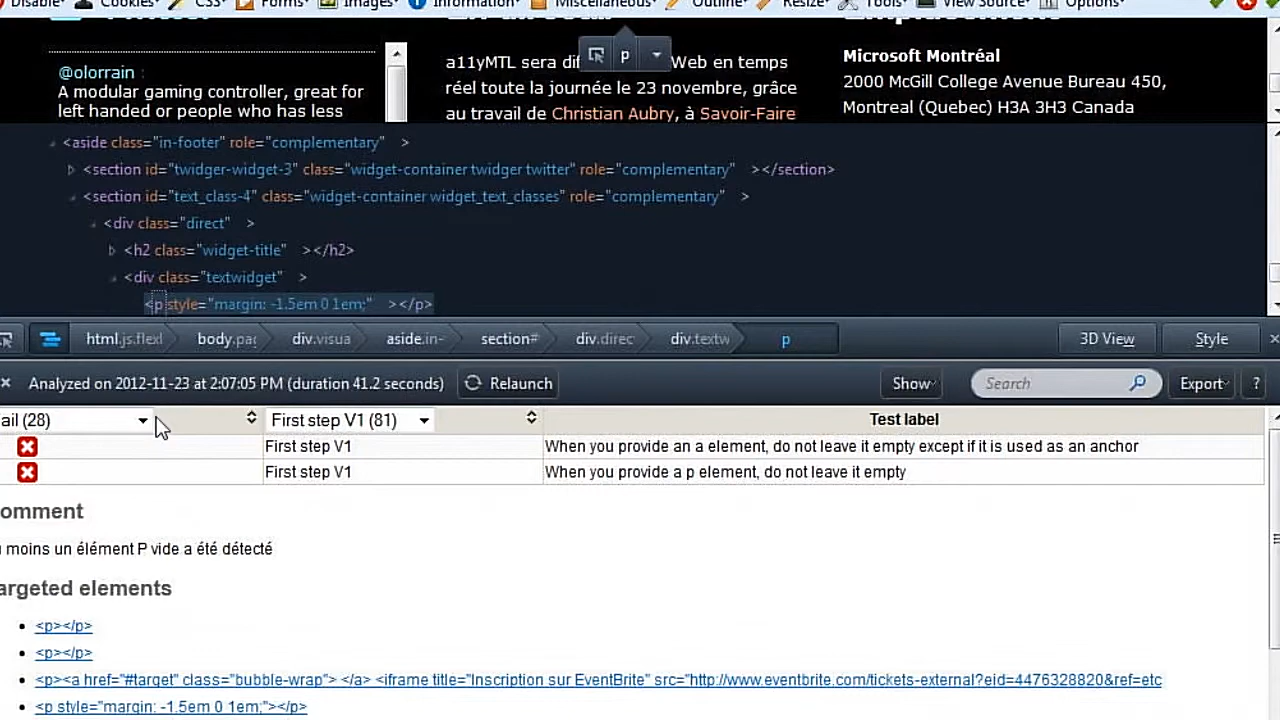 Disable Cookies CSS Forms Images Information Miscellaneous Outline Resize Tools View Source Options
@olorrain :
A modular gaming controller, great for
left handed or people who has less
p
a11yMTL sera dif Web en temps
réel toute la journée le 23 novembre, grâce
au travail de Christian Aubry, à Savoir-Faire
Microsoft Montréal
2000 McGill College Avenue Bureau 450,
Montreal (Quebec) H3A 3H3 Canada
<aside class="in-footer" role="complementary" >
<section id="twidger-widget-3" class="widget-container twidger twitter" role="complementary" ></section>
<section id="text_class-4" class="widget-container widget_text_classes" role="complementary" >
<div class="direct" >
<h2 class="widget-title" ></h2>
<div class="textwidget" >
<p style="margin: -1.5em 0 1em;" ></p>
html.js.flexl body.pag div.visua aside.in- section# div.direc div.textw p 3D View Style
Analyzed on 2012-11-23 at 2:07:05 PM (duration 41.2 seconds) Relaunch Show Search Export ?
ail (28) First step V1 (81) Test label
First step V1 When you provide an a element, do not leave it empty except if it is used as an anchor
First step V1 When you provide a p element, do not leave it empty
omment
moins un élément P vide a été détecté
argeted elements
<p></p>
<p></p>
<p><a href="#target" class="bubble-wrap"> </a> <iframe title="Inscription sur EventBrite" src="http://www.eventbrite.com/tickets-external?eid=4476328820&ref=etc
<p style="margin: -1.5em 0 1em;"></p>